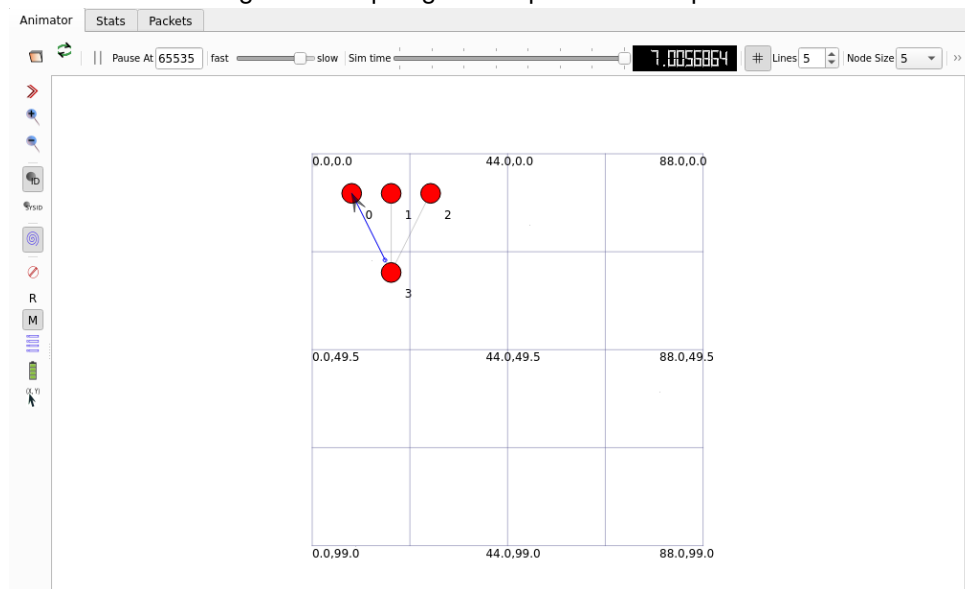 Animator Stats Packets
Pause At 65535 fast slow Sim time 7.0056864 # Lines 5 Node Size 5 »
ID
SYSID
R
M
(X, Y)
0.0,0.0 44.0,0.0 88.0,0.0
0 1 2
3
0.0,49.5 44.0,49.5 88.0,49.5
0.0,99.0 44.0,99.0 88.0,99.0